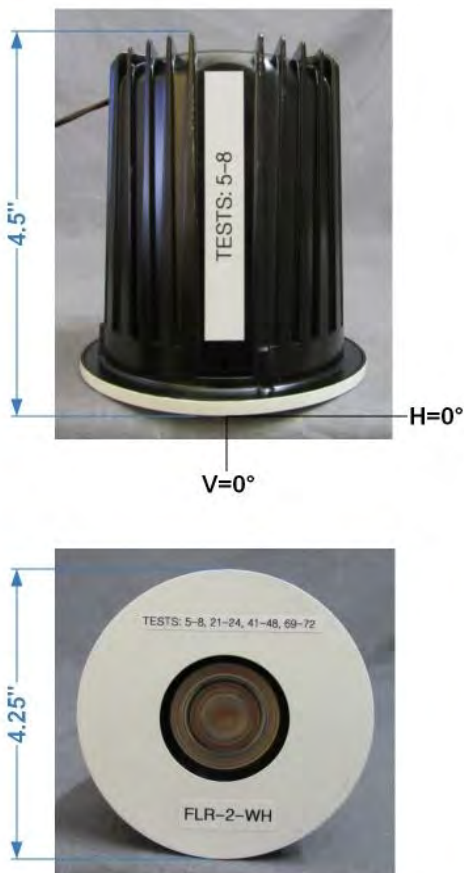 4.5"
TESTS: 5-8
H=0°
V=0°
4.25"
TESTS: 5-8, 21-24, 41-48, 69-72
FLR-2-WH